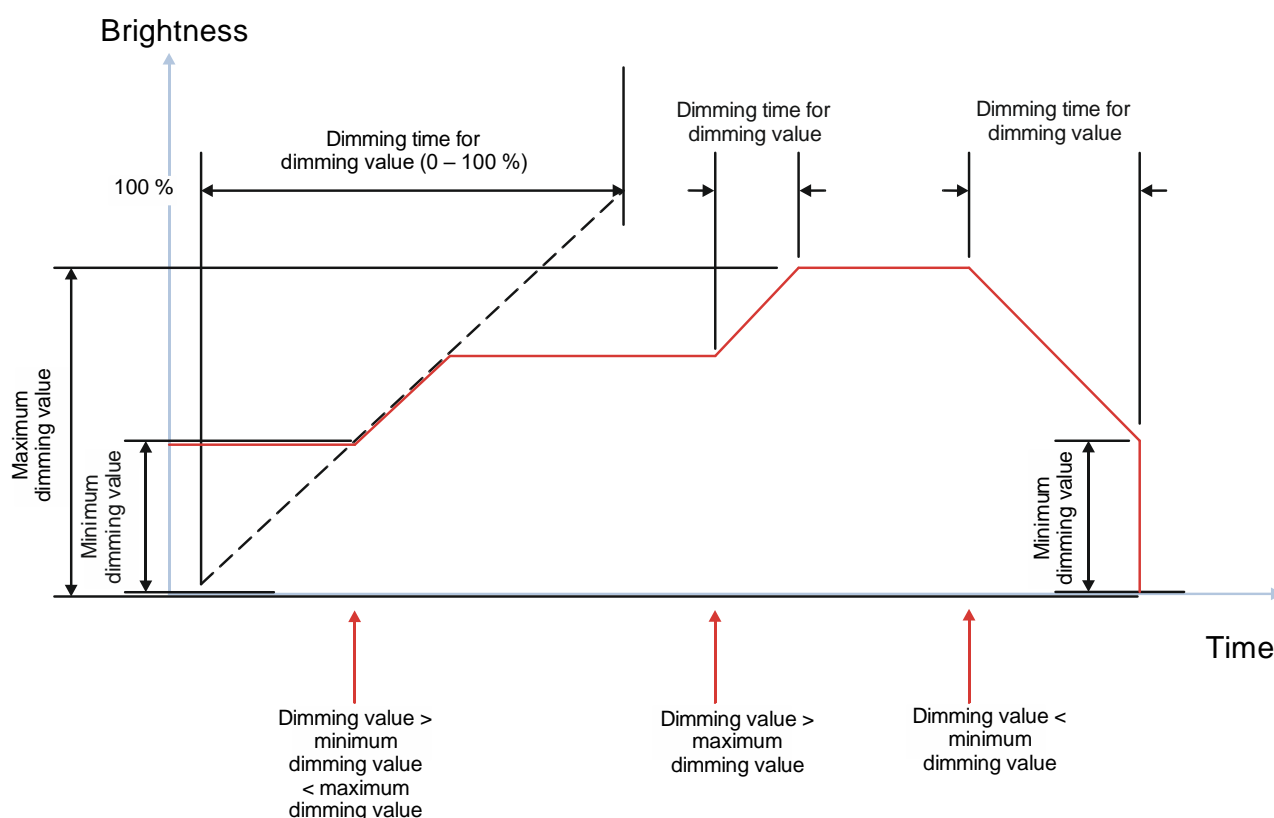 Brightness
Dimming time for
dimming value (0 – 100 %)
Dimming time for
dimming value
Dimming time for
dimming value
100 %
Maximum
dimming value
Minimum
dimming value
Minimum
dimming value
Time
Dimming value >
minimum
dimming value
< maximum
dimming value
Dimming value >
maximum
dimming value
Dimming value <
minimum
dimming value